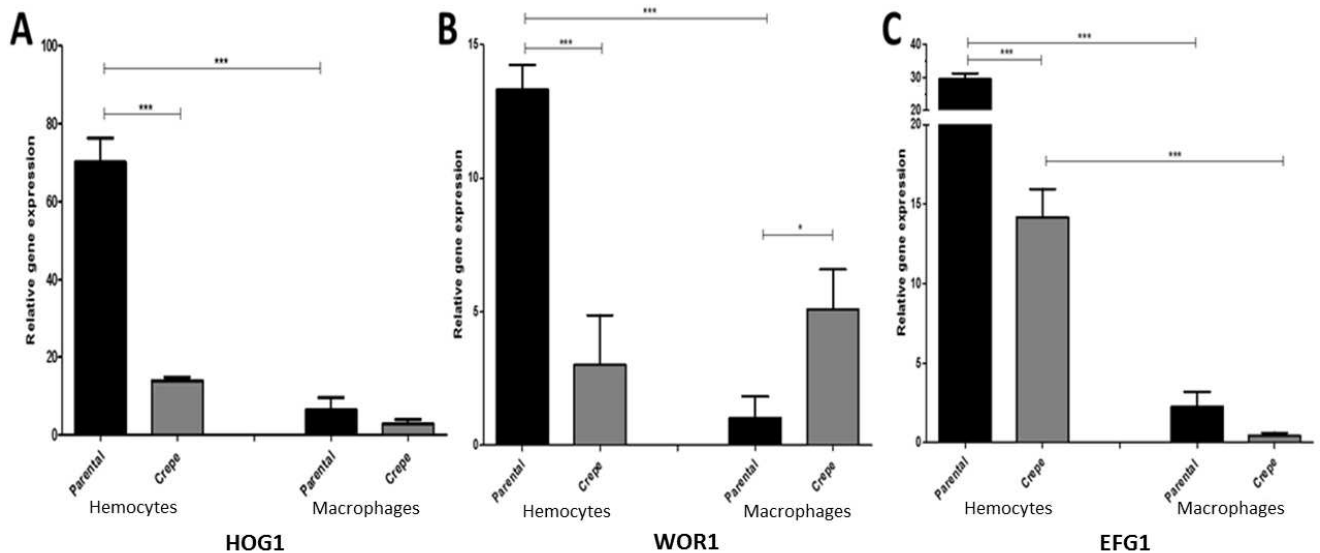 A
Relative gene expression
100
80
60
40
20
0
***
***
Parental
Crepe
Parental
Crepe
Hemocytes
Macrophages
HOG1
B
Relative gene expression
15
10
5
0
***
***
*
Parental
Crepe
Parental
Crepe
Hemocytes
Macrophages
WOR1
C
Relative gene expression
40
30
20
20
15
10
5
0
***
***
***
Parental
Crepe
Parental
Crepe
Hemocytes
Macrophages
EFG1